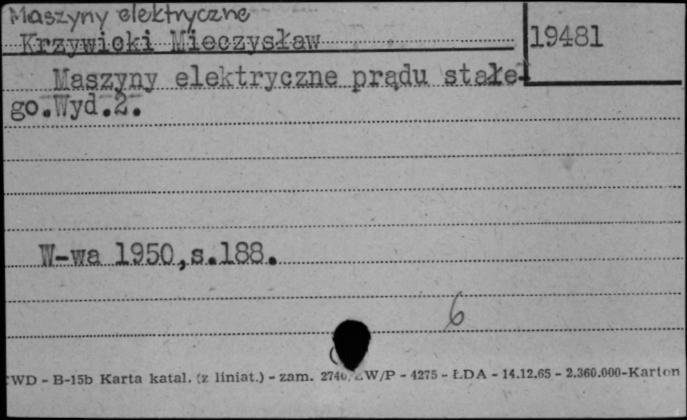 Maszyny elektryczne
Krzywicki Mieczysław
19481
Maszyny elektryczne prądu stałe-
go.Wyd.2.
W-wa 1950,s.188.
6
WD - B-15b Karta katal. (z liniat.) - zam. W/P - 4275 - ŁDA - 14.12.65 - 2.360.000-Karton